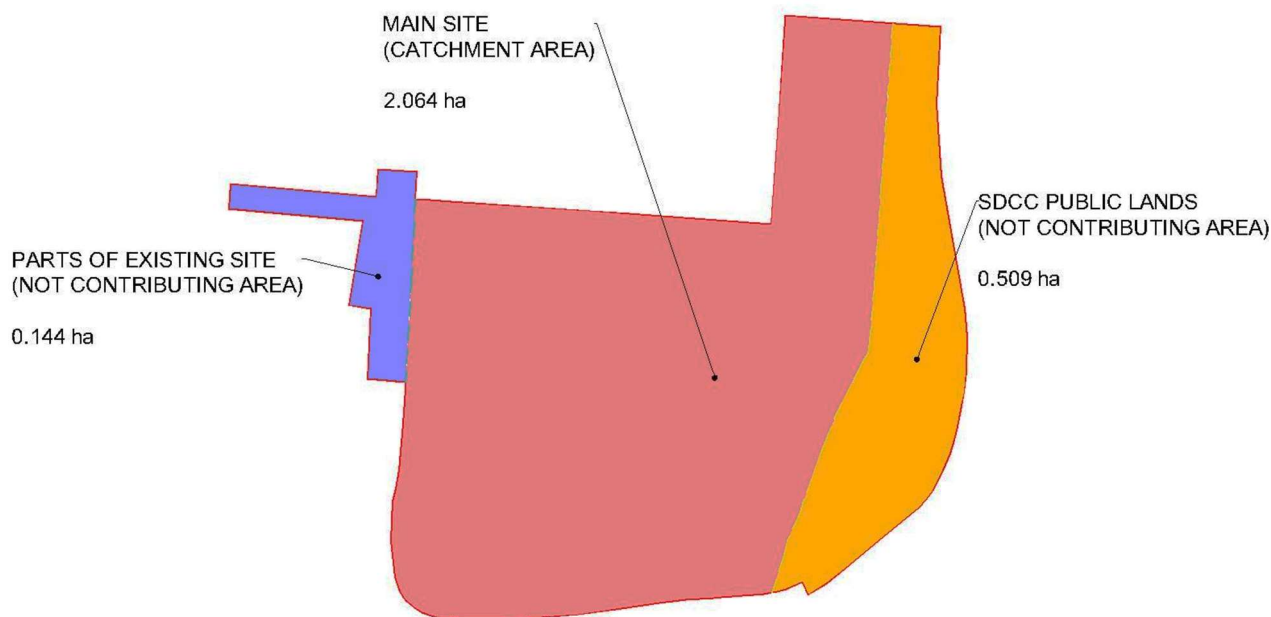 MAIN SITE
(CATCHMENT AREA)
2.064 ha
SDCC PUBLIC LANDS
(NOT CONTRIBUTING AREA)
0.509 ha
PARTS OF EXISTING SITE
(NOT CONTRIBUTING AREA)
0.144 ha